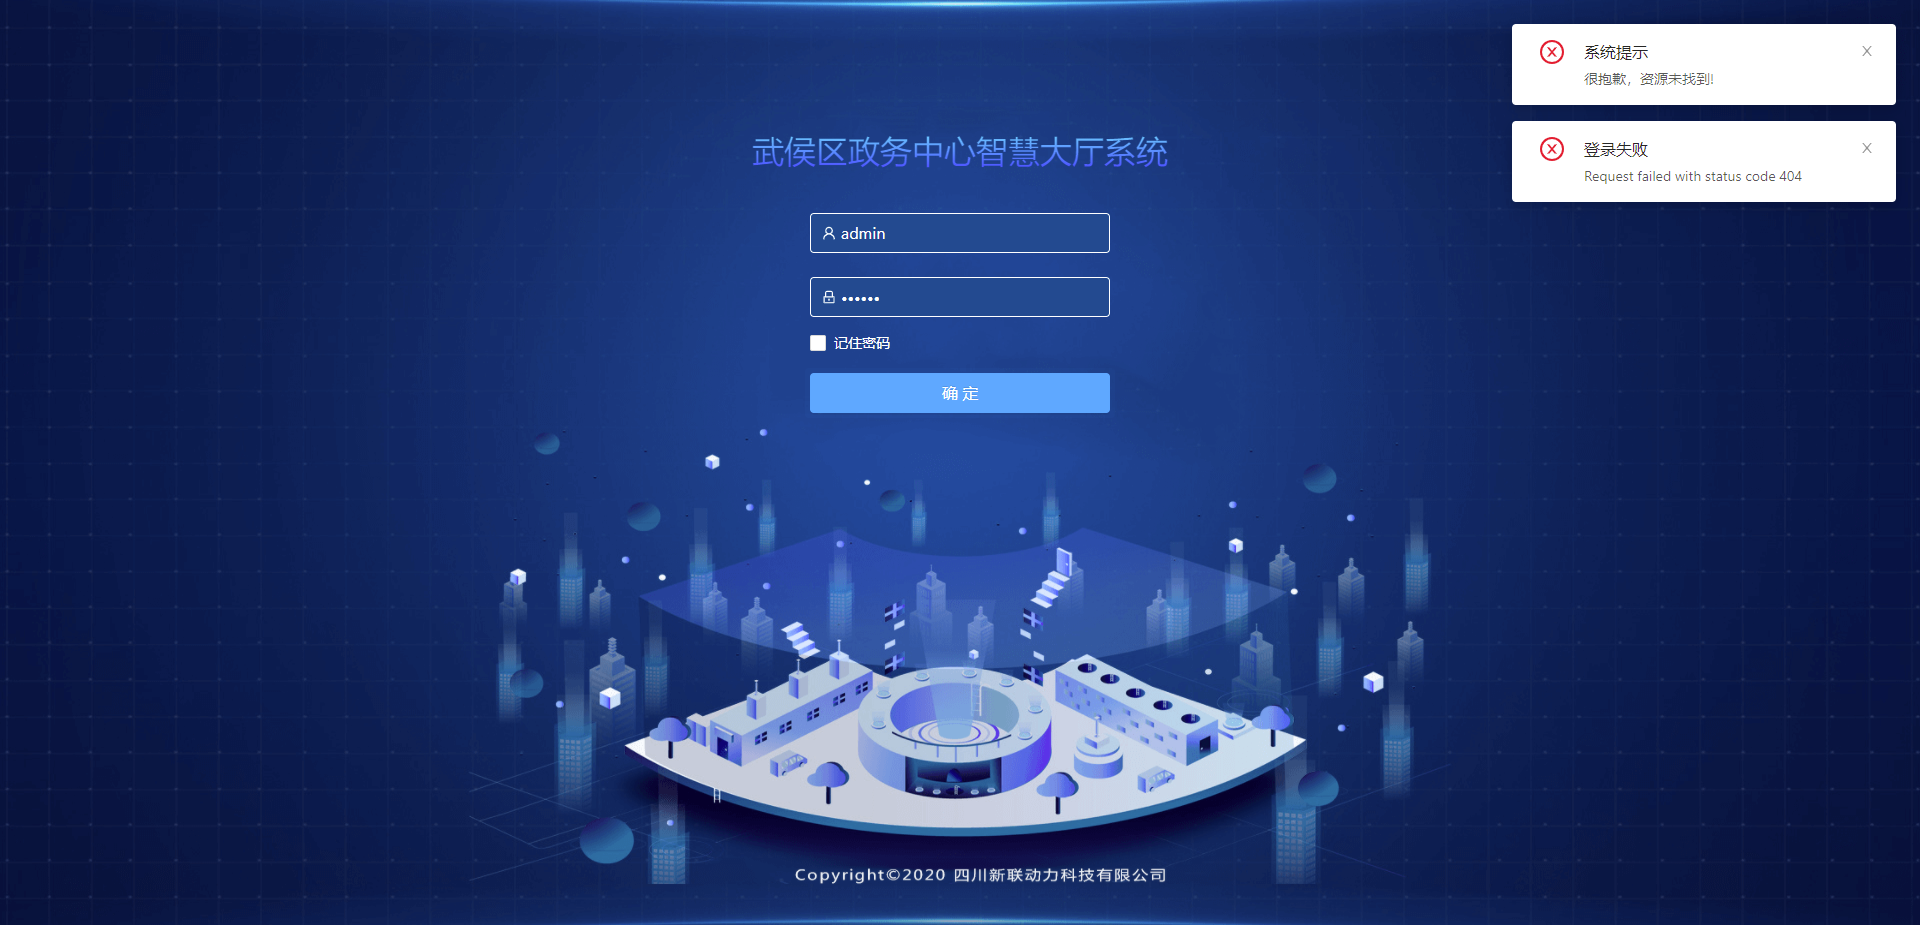 系统提示
很抱歉，资源未找到!
登录失败
Request failed with status code 404
武侯区政务中心智慧大厅系统
admin
••••••
记住密码
确 定
Copyright©2020 四川新联动力科技有限公司